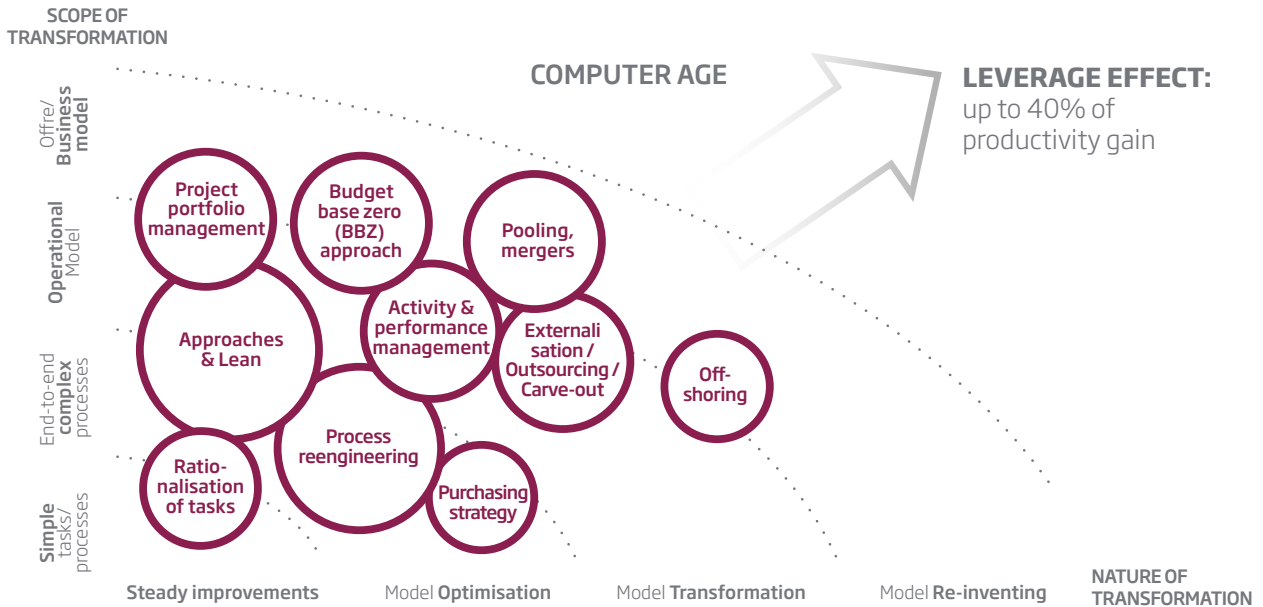 SCOPE OF
TRANSFORMATION
COMPUTER AGE
LEVERAGE EFFECT:
up to 40% of
productivity gain
Offre/
Business
model
Operational
Model
End-to-end
complex
processes
Simple
tasks/
processes
Project
portfolio
management
Budget
base zero
(BBZ)
approach
Pooling,
mergers
Approaches
& Lean
Activity &
performance
management
Externali
sation /
Outsourcing /
Carve-out
Off-
shoring
Process
reengineering
Ratio-
nalisation
of tasks
Purchasing
strategy
Steady improvements
Model Optimisation
Model Transformation
Model Re-inventing
NATURE OF
TRANSFORMATION